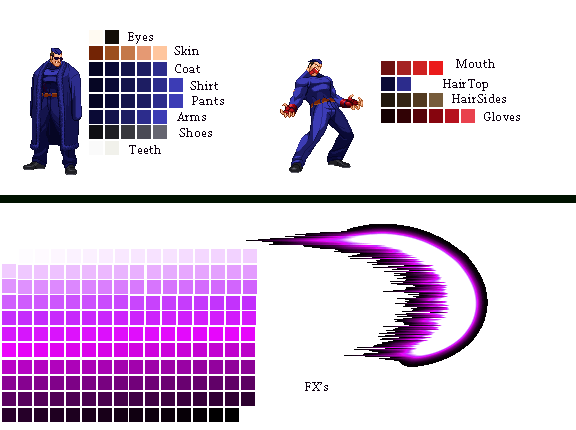 Eyes
Skin
Coat
Shirt
Pants
Arms
Shoes
Teeth
Mouth
HairTop
HairSides
Gloves
FX's